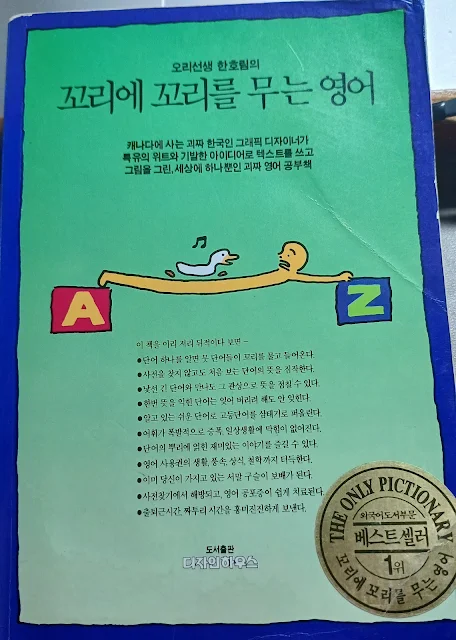 오리선생 한호림의
꼬리에 꼬리를 무는 영어
캐나다에 사는 괴짜 한국인 그래픽 디자이너가
특유의 위트와 기발한 아이디어로 텍스트를 쓰고
그림을 그린, 세상에 하나뿐인 괴짜 영어 공부책
A
Z
이 책을 이리 저리 뒤적이다 보면 –
●단어 하나를 알면 뭇 단어들이 꼬리를 물고 들어온다.
●사전을 찾지 않고도 처음 보는 단어의 뜻을 짐작한다.
●낯선 긴 단어와 만나도 그 관상으로 뜻을 점칠 수 있다.
●한번 뜻을 익힌 단어는 잊어 버리려 해도 안 잊힌다.
●알고 있는 쉬운 단어로 고등단어를 삼태기로 퍼올린다.
●어휘가 폭발적으로 증폭, 일상생활에 막힘이 없어진다.
●단어의 뿌리에 얽힌 재미있는 이야기를 즐길 수 있다.
●영어 사용권의 생활, 풍속, 상식, 철학까지 터득한다.
●이미 당신이 가지고 있는 서말 구슬이 보배가 된다.
●사전찾기에서 해방되고, 영어 공포증이 쉽게 치료된다.
●출퇴근시간, 짜투리 시간을 흥미진진하게 보낸다.
THE ONLY PICTIONARY
외국어도서부문
베스트셀러
1위
꼬리에 꼬리를 무는 영어
도서출판
디자인하우스